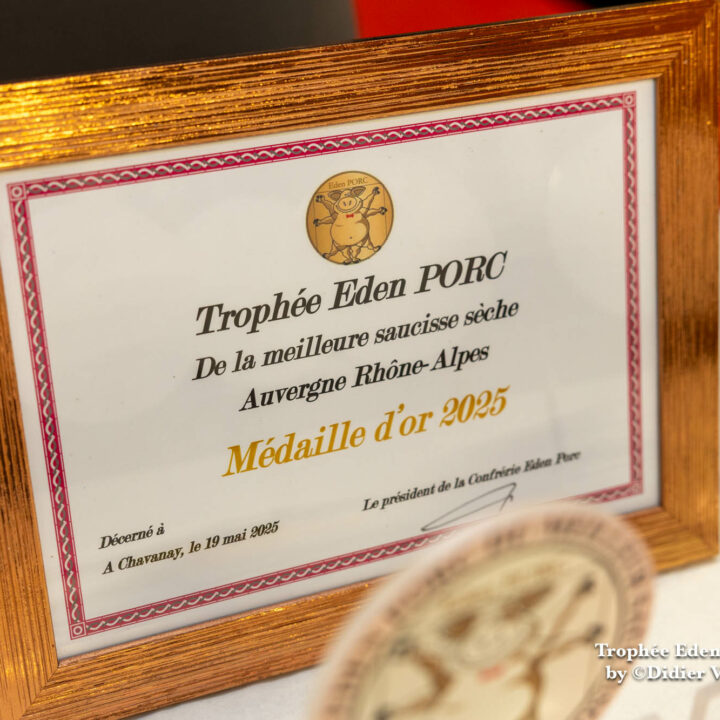 Eden PORC
Trophée Eden PORC
De la meilleure saucisse sèche
Auvergne Rhône-Alpes
Médaille d'or 2025
Le président de la Confrérie Eden Porc
Décerné à
A Chavanay, le 19 mai 2025
Trophée Eden
by ©Didier V